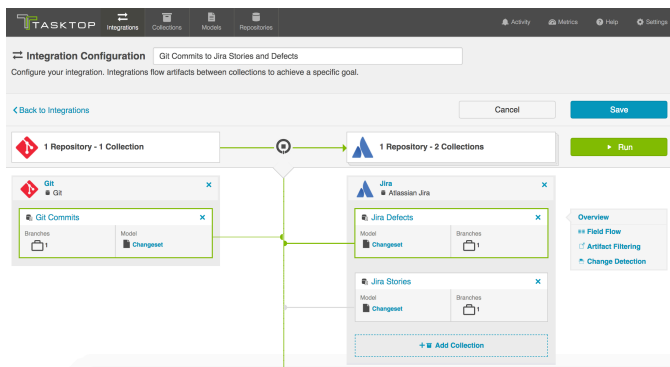 TASKTOP
Integrations
Collections
Models
Repositories
Activity
Metrics
Help
Settings
Integration Configuration
Git Commits to Jira Stories and Defects
Configure your integration. Integrations flow artifacts between collections to achieve a specific goal.
Back to Integrations
Cancel
Save
1 Repository - 1 Collection
1 Repository - 2 Collections
Run
Git
Git
Git Commits
Branches
1
Model
Changeset
Jira
Atlassian Jira
Jira Defects
Model
Changeset
Branches
1
Jira Stories
Model
Changeset
Branches
1
+ Add Collection
Overview
Field Flow
Artifact Filtering
Change Detection